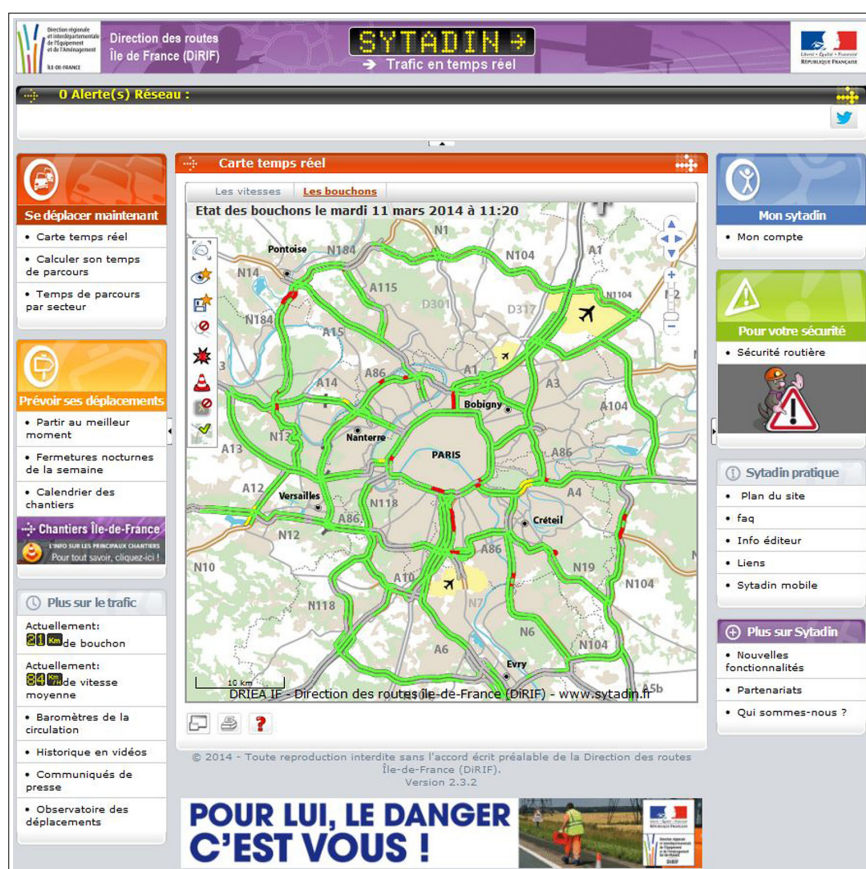 Direction régionale
et interdépartementale
de l'Équipement
et de l'Aménagement
ÎLE-DE-FRANCE
Direction des routes
Île de France (DiRIF)
SYTADIN
Trafic en temps réel
Liberté • Égalité • Fraternité
RÉPUBLIQUE FRANÇAISE
0 Alerte(s) Réseau :
Se déplacer maintenant
• Carte temps réel
• Calculer son temps
de parcours
• Temps de parcours
par secteur
Prévoir ses déplacements
• Partir au meilleur
moment
• Fermetures nocturnes
de la semaine
• Calendrier des
chantiers
Chantiers Île-de-France
L'INFO SUR LES PRINCIPAUX CHANTIERS
Pour tout savoir, cliquez-ici !
Plus sur le trafic
Actuellement:
21 Km de bouchon
Actuellement:
84 Km/H de vitesse
moyenne
• Baromètres de la
circulation
• Historique en vidéos
• Communiqués de
presse
• Observatoire des
déplacements
Carte temps réel
Les vitesses
Les bouchons
Etat des bouchons le mardi 11 mars 2014 à 11:20
N1
Pontoise
N184
N104
A1
N14
A115
D301
D317
N1104
N2
N184
A15
A86
A1
A3
A14
Bobigny
A104
N13
Nanterre
A13
A13
PARIS
A86
A12
Versailles
N118
A4
A86
Créteil
N12
A86
N10
A10
N19
N104
N118
N7
N6
A6
N104
Evry
A5b
10 km
DRIEA IF - Direction des routes île-de-France (DiRIF) - www.sytadin.fr
© 2014 - Toute reproduction interdite sans l'accord écrit préalable de la Direction des routes
Île-de-France (DiRIF).
Version 2.3.2
POUR LUI, LE DANGER
C'EST VOUS !
RÉPUBLIQUE FRANÇAISE
DiRIF
Mon sytadin
• Mon compte
Pour votre sécurité
• Sécurité routière
Sytadin pratique
• Plan du site
• faq
• Info éditeur
• Liens
• Sytadin mobile
Plus sur Sytadin
• Nouvelles
fonctionnalités
• Partenariats
• Qui sommes-nous ?